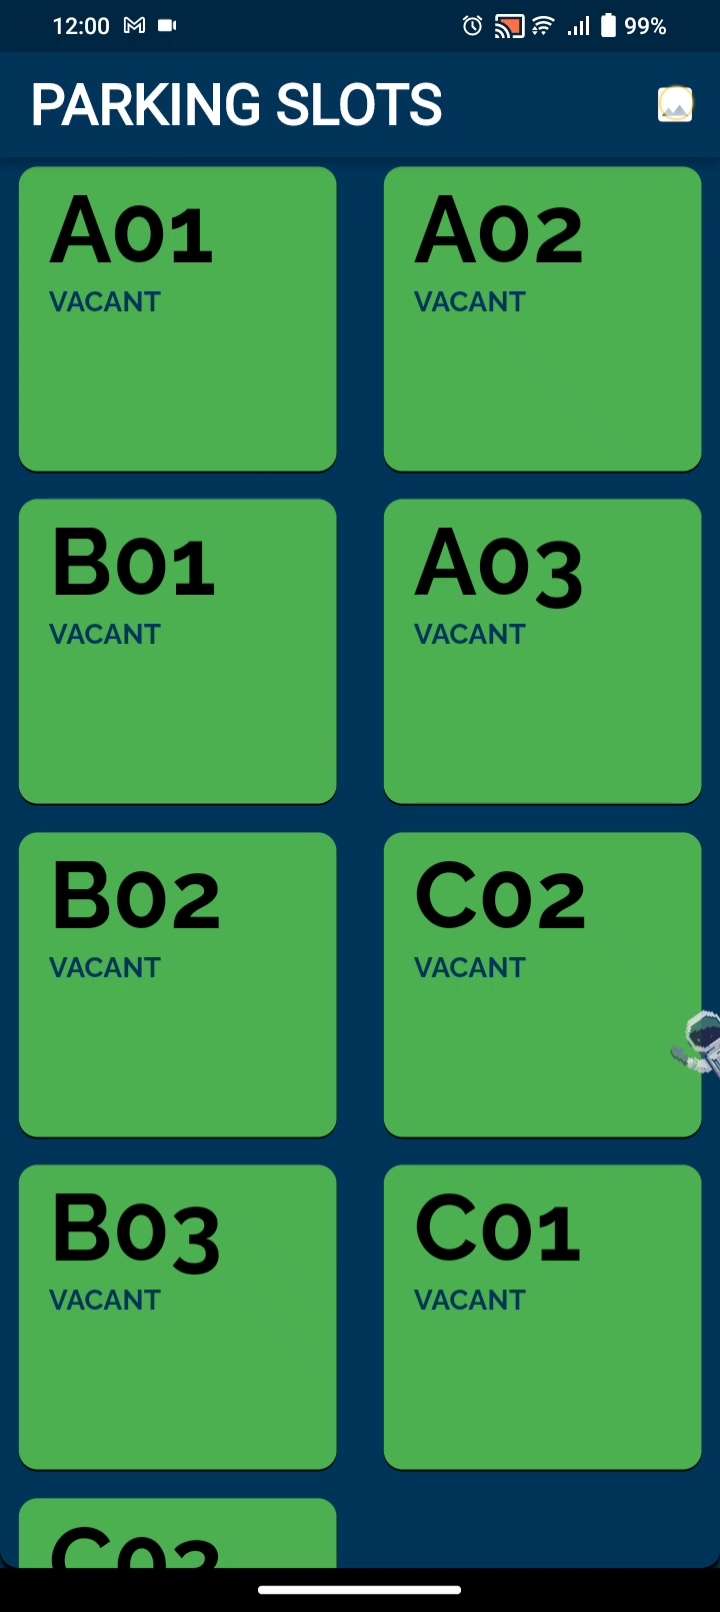 12:00 99%
PARKING SLOTS
A01 A02
VACANT VACANT
B01 A03
VACANT VACANT
B02 C02
VACANT VACANT
B03 C01
VACANT VACANT